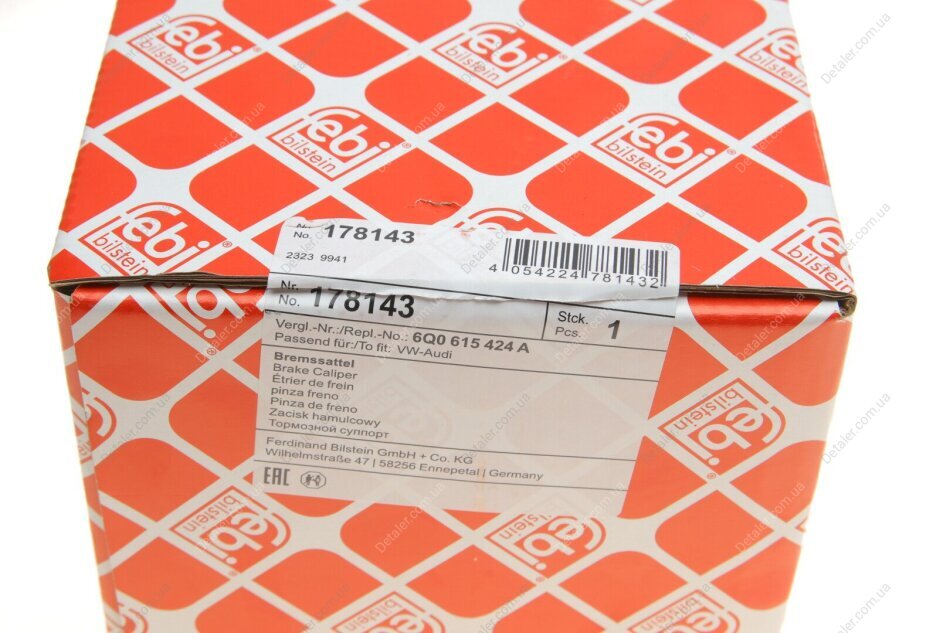 febi
bilstein
Nr.
No. 178143
2323 9941
4 054224 781432
Nr.
No. 178143
Stck.
Pcs. 1
Vergl.-Nr.:/Repl.-No.: 6Q0 615 424 A
Passend für:/To fit: VW-Audi
Bremssattel
Brake Caliper
Étrier de frein
pinza freno
Pinza de freno
Zacisk hamulcowy
Тормозной суппорт
Ferdinand Bilstein GmbH + Co. KG
Wilhelmstraße 47 | 58256 Ennepetal | Germany
EAC
Detaler.com.ua